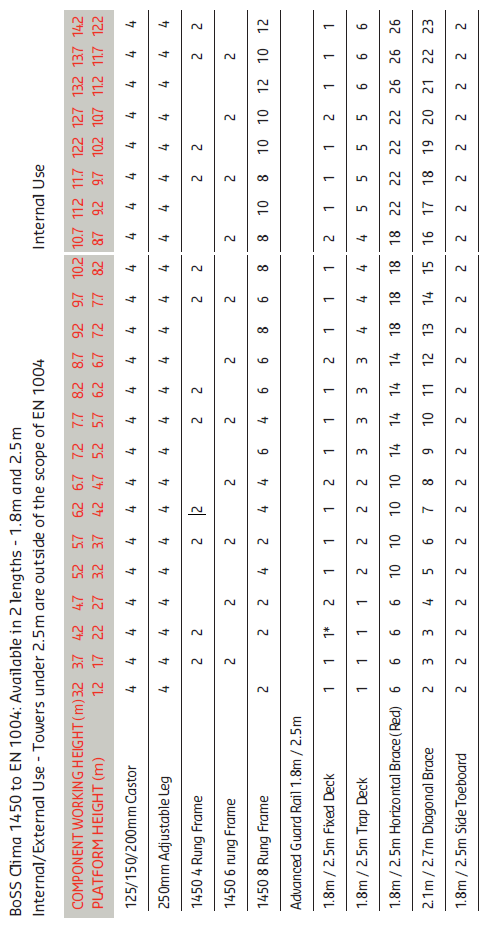 BoSS Clima 1450 to EN 1004: Available in 2 lengths - 1.8m and 2.5m
Internal/External Use - Towers under 2.5m are outside of the scope of EN 1004 Internal Use
COMPONENT WORKING HEIGHT (m) 3.2 3.7 4.2 4.7 5.2 5.7 6.2 6.7 7.2 7.7 8.2 8.7 9.2 9.7 10.2 10.7 11.2 11.7 12.2 12.7 13.2 13.7 14.2
PLATFORM HEIGHT (m) 1.2 1.7 2.2 2.7 3.2 3.7 4.2 4.7 5.2 5.7 6.2 6.7 7.2 7.7 8.2 8.7 9.2 9.7 10.2 10.7 11.2 11.7 12.2
125/150/200mm Castor 4 4 4 4 4 4 4 4 4 4 4 4 4 4 4 4 4 4 4 4 4 4 4
250mm Adjustable Leg 4 4 4 4 4 4 4 4 4 4 4 4 4 4 4 4 4 4 4 4 4 4 4
1450 4 Rung Frame 2 2 2 2 2 2 2 2 2 2 2 2
1450 6 rung Frame 2 2 2 2 2 2 2 2 2 2 2
1450 8 Rung Frame 2 2 2 4 2 4 4 6 4 6 6 8 6 8 8 10 8 10 10 12 10 12
Advanced Guard Rail 1.8m / 2.5m
1.8m / 2.5m Fixed Deck 1 1 1* 2 1 1 1 2 1 1 1 2 1 1 1 2 1 1 1 2 1 1 1
1.8m / 2.5m Trap Deck 1 1 1 1 2 2 2 2 3 3 3 3 4 4 4 4 5 5 5 5 6 6 6
1.8m / 2.5m Horizontal Brace (Red) 6 6 6 6 10 10 10 10 14 14 14 14 18 18 18 18 22 22 22 22 26 26 26
2.1m / 2.7m Diagonal Brace 2 3 3 4 5 6 7 8 9 10 11 12 13 14 15 16 17 18 19 20 21 22 23
1.8m / 2.5m Side Toeboard 2 2 2 2 2 2 2 2 2 2 2 2 2 2 2 2 2 2 2 2 2 2 2